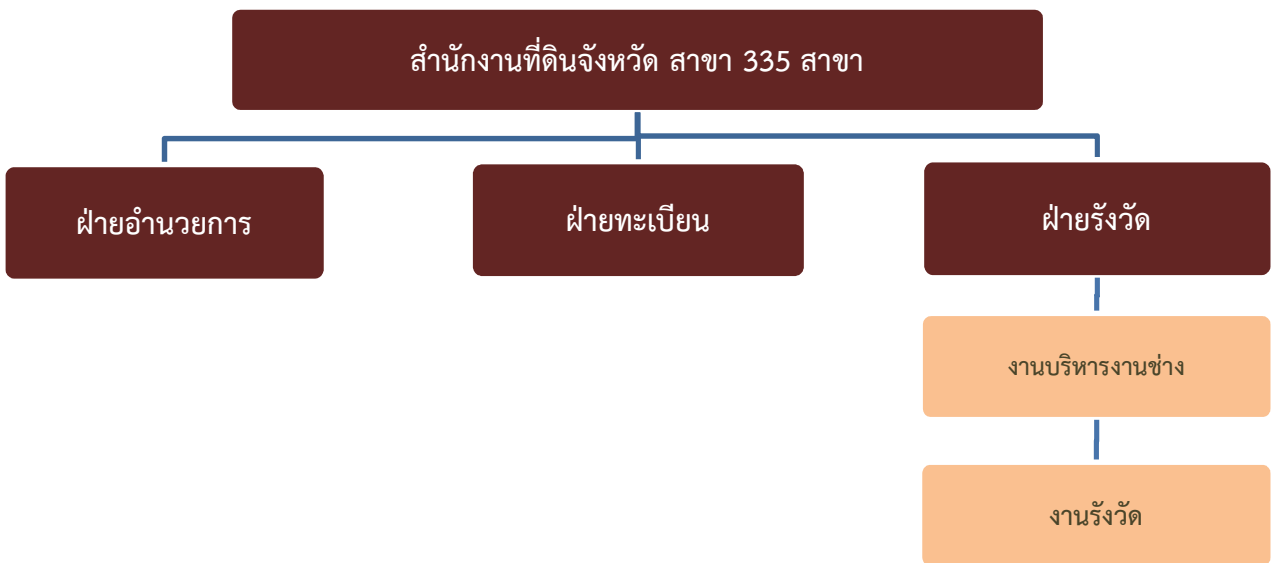 สำนักงานที่ดินจังหวัด สาขา 335 สาขา
ฝ่ายอำนวยการ
ฝ่ายทะเบียน
ฝ่ายรังวัด
งานบริหารงานช่าง
งานรังวัด